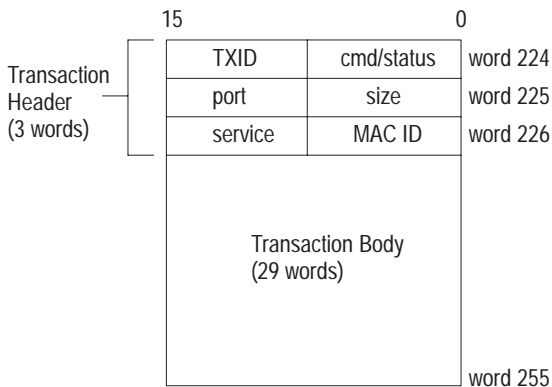 15 0
TXID cmd/status word 224
port size word 225
service MAC ID word 226
Transaction
Header
(3 words)
Transaction Body
(29 words)
word 255